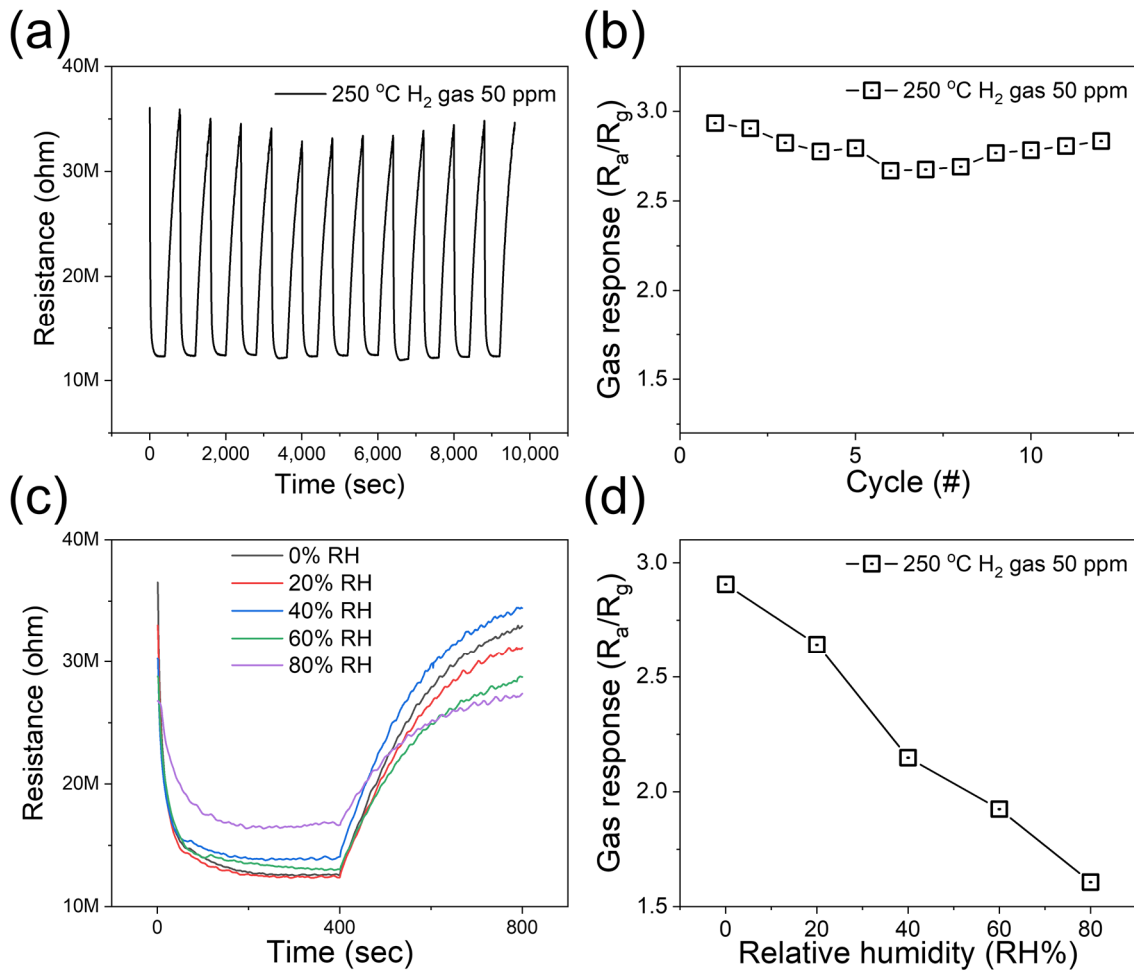 (a)
40M
30M
20M
10M
Resistance (ohm)
250 °C H₂ gas 50 ppm
0 2,000 4,000 6,000 8,000 10,000
Time (sec)
(b)
3.0
2.5
2.0
1.5
Gas response (Rₐ/R_g)
250 °C H₂ gas 50 ppm
0 5 10
Cycle (#)
(c)
40M
30M
20M
10M
Resistance (ohm)
0% RH
20% RH
40% RH
60% RH
80% RH
0 400 800
Time (sec)
(d)
3.0
2.5
2.0
1.5
Gas response (Rₐ/R_g)
250 °C H₂ gas 50 ppm
0 20 40 60 80
Relative humidity (RH%)